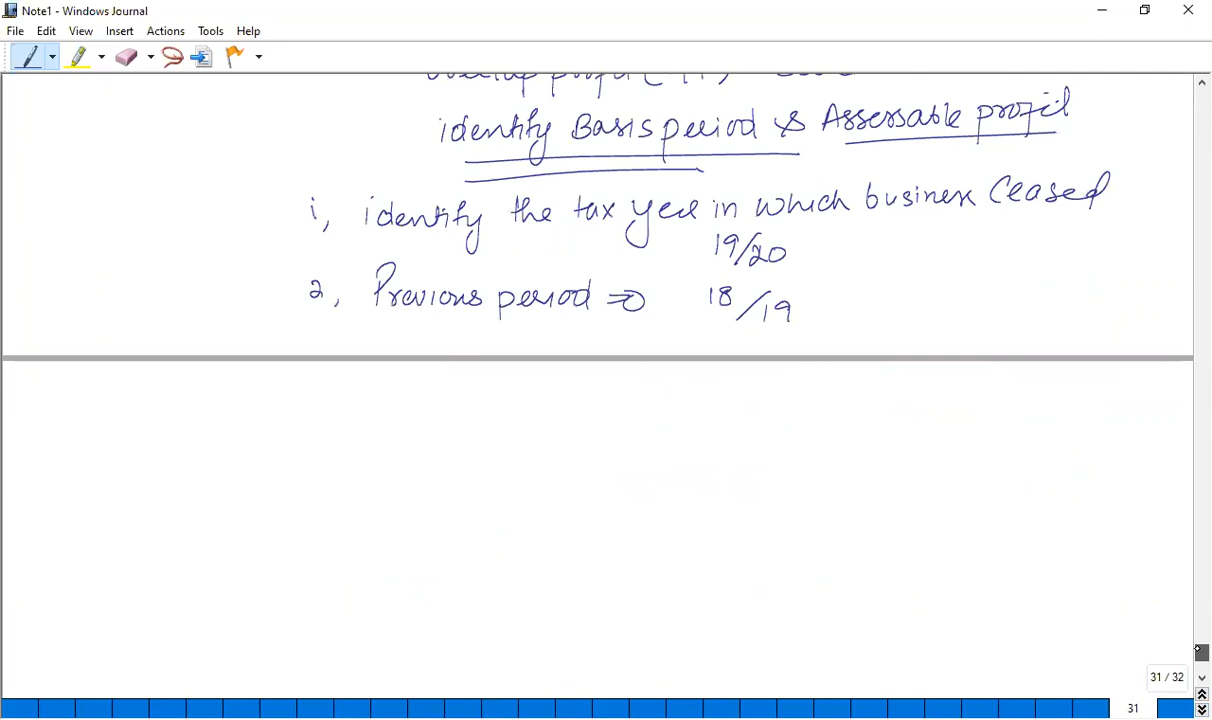 Note1 - Windows Journal
File Edit View Insert Actions Tools Help
identify Basis period & Assessable profit
i, identify the tax year in which business Ceased
19/20
2, Previous period ⇒ 18/19
31 / 32
31